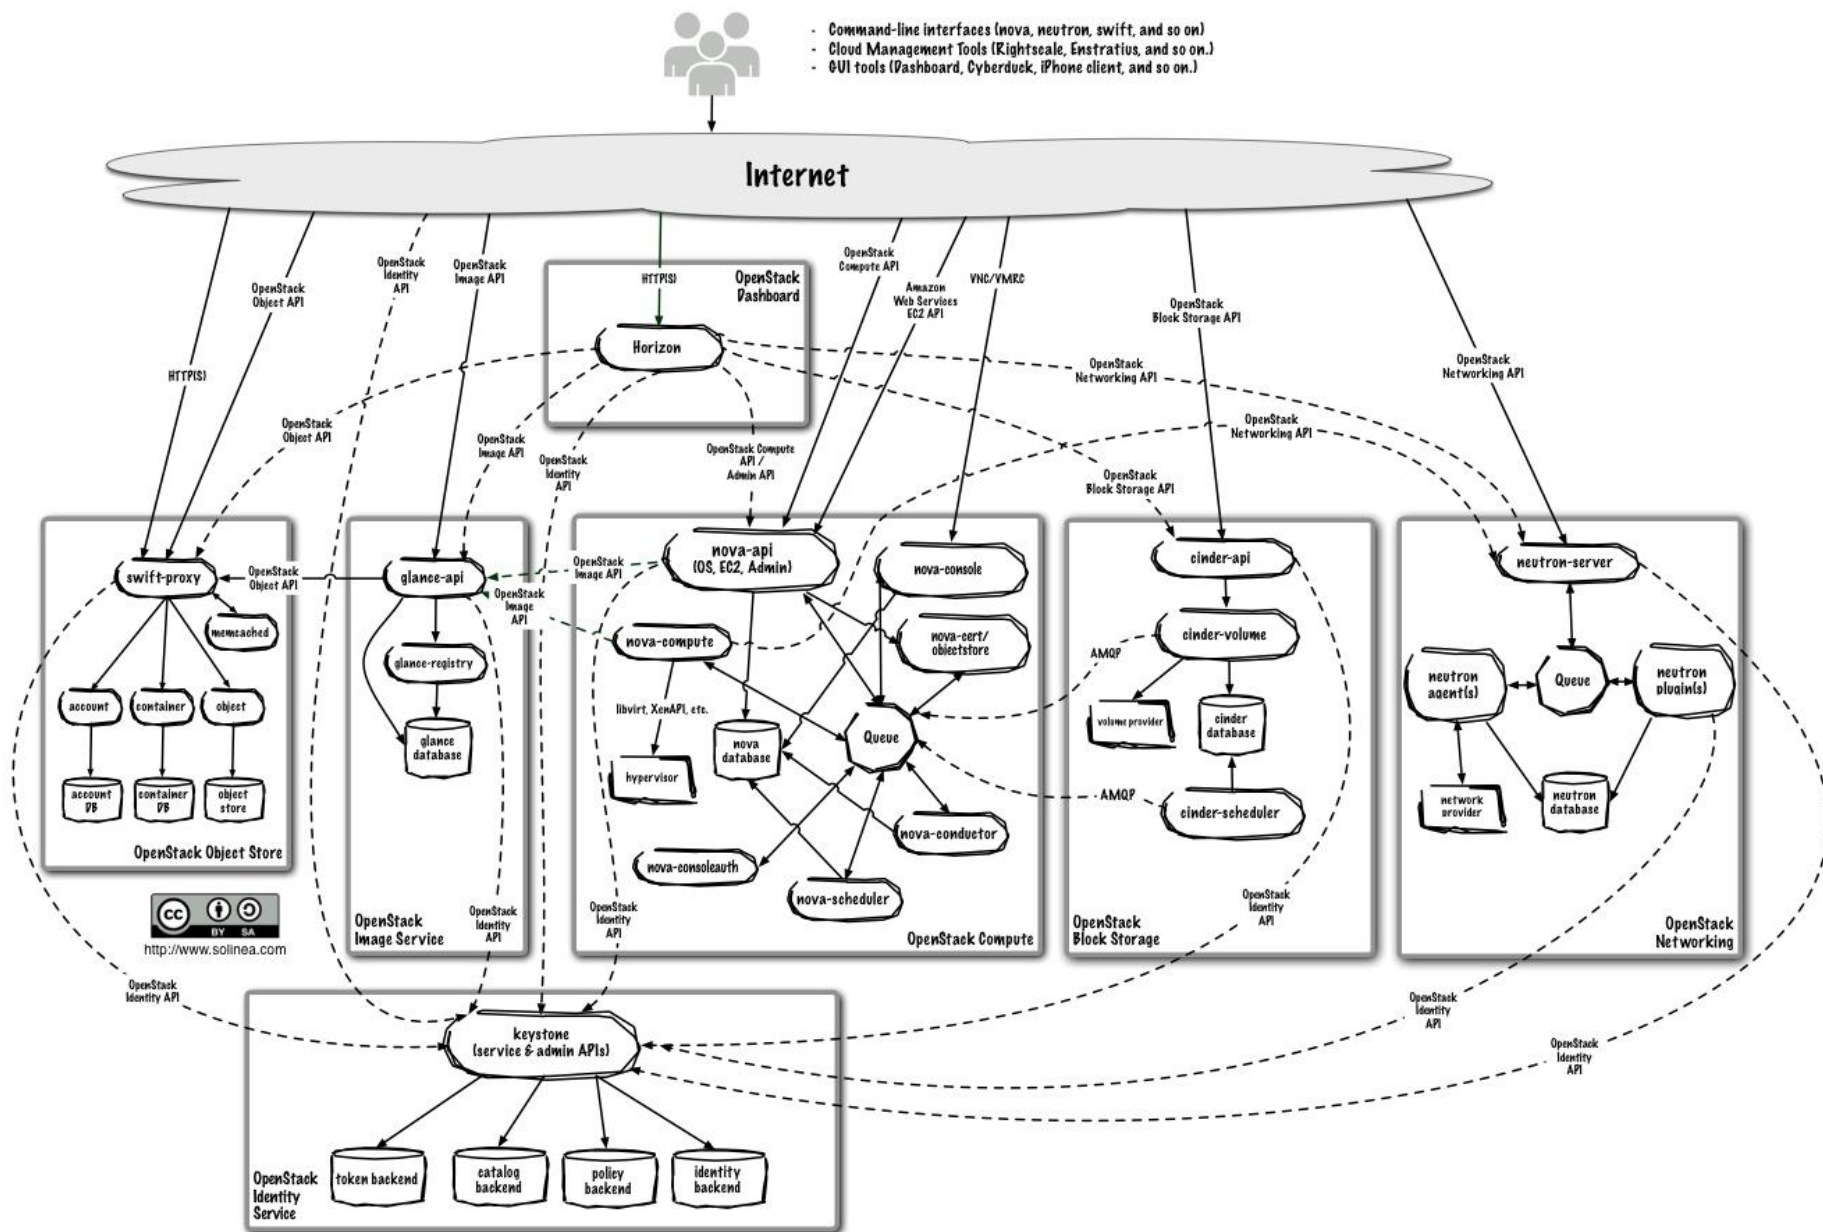 - Command-line interfaces (nova, neutron, swift, and so on)
- Cloud Management Tools (Rightscale, Enstratius, and so on.)
- GUI tools (Dashboard, Cyberduck, iPhone client, and so on.)
Internet
OpenStack
Identity
API
OpenStack
Image API
OpenStack
Object API
HTTP(S)
HTTP(S)
OpenStack
Dashboard
Horizon
OpenStack
Compute API
Amazon
Web Services
EC2 API
VNC/VMRC
OpenStack
Block Storage API
OpenStack
Networking API
OpenStack
Networking API
OpenStack
Object API
OpenStack
Image API
OpenStack
Identity
API
OpenStack Compute
API /
Admin API
OpenStack
Networking API
OpenStack
Block Storage API
swift-proxy
OpenStack
Object API
memcached
account
container
object
account
DB
container
DB
object
store
OpenStack Object Store
glance-api
glance-registry
glance
database
OpenStack
Image API
OpenStack
Image
API
OpenStack
Identity
API
OpenStack
Image Service
nova-api
(OS, EC2, Admin)
nova-console
nova-compute
nova-cert/
objectstore
libvirt, XenAPI, etc.
hypervisor
nova
database
Queue
nova-conductor
nova-consoleauth
nova-scheduler
OpenStack
Identity
API
OpenStack Compute
cinder-api
cinder-volume
AMQP
volume provider
cinder
database
AMQP
cinder-scheduler
OpenStack
Identity
API
OpenStack
Block Storage
neutron-server
neutron
agent(s)
Queue
neutron
plugin(s)
network
provider
neutron
database
OpenStack
Networking
CC
BY SA
http://www.solinea.com
OpenStack
Identity API
OpenStack
Identity
API
OpenStack
Identity
API
keystone
(service & admin APIs)
token backend
catalog
backend
policy
backend
identity
backend
OpenStack
Identity
Service